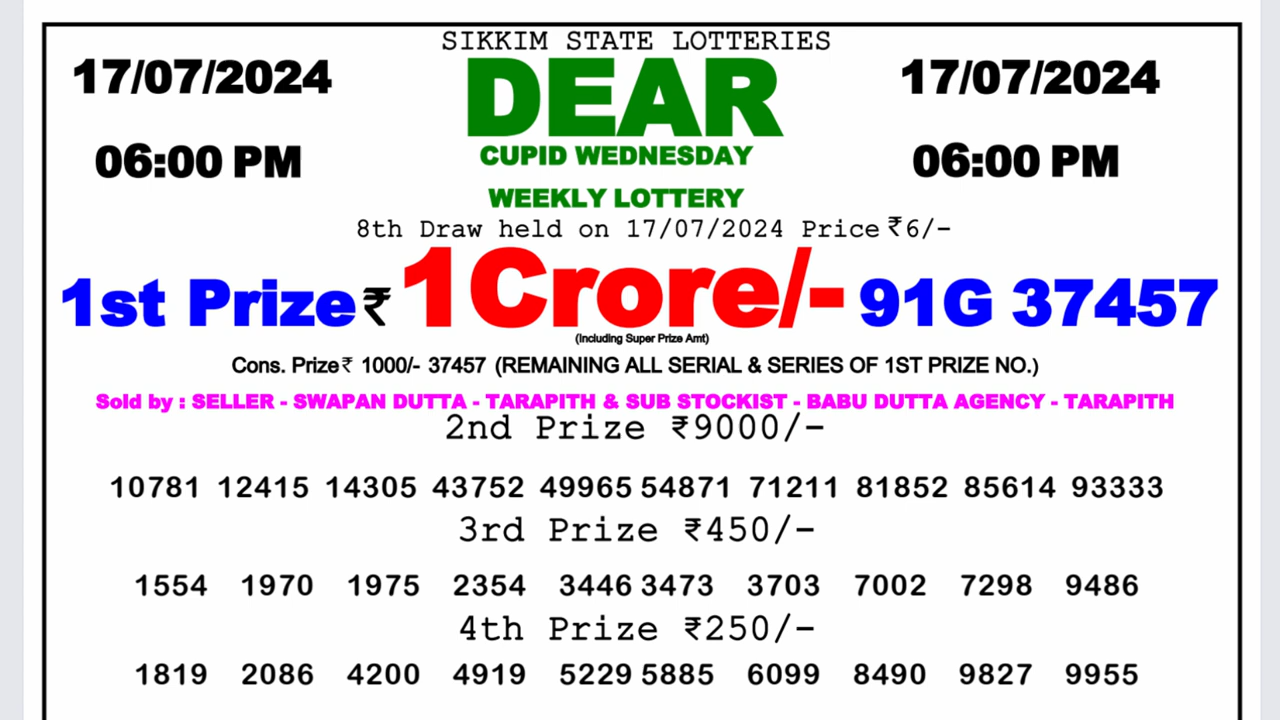 SIKKIM STATE LOTTERIES
17/07/2024 DEAR 17/07/2024
06:00 PM CUPID WEDNESDAY 06:00 PM
WEEKLY LOTTERY
8th Draw held on 17/07/2024 Price ₹6/-
1st Prize ₹ 1Crore/- 91G 37457
(Including Super Prize Amt)
Cons. Prize ₹ 1000/- 37457 (REMAINING ALL SERIAL & SERIES OF 1ST PRIZE NO.)
Sold by : SELLER - SWAPAN DUTTA - TARAPITH & SUB STOCKIST - BABU DUTTA AGENCY - TARAPITH
2nd Prize ₹9000/-
10781 12415 14305 43752 49965 54871 71211 81852 85614 93333
3rd Prize ₹450/-
1554 1970 1975 2354 3446 3473 3703 7002 7298 9486
4th Prize ₹250/-
1819 2086 4200 4919 5229 5885 6099 8490 9827 9955